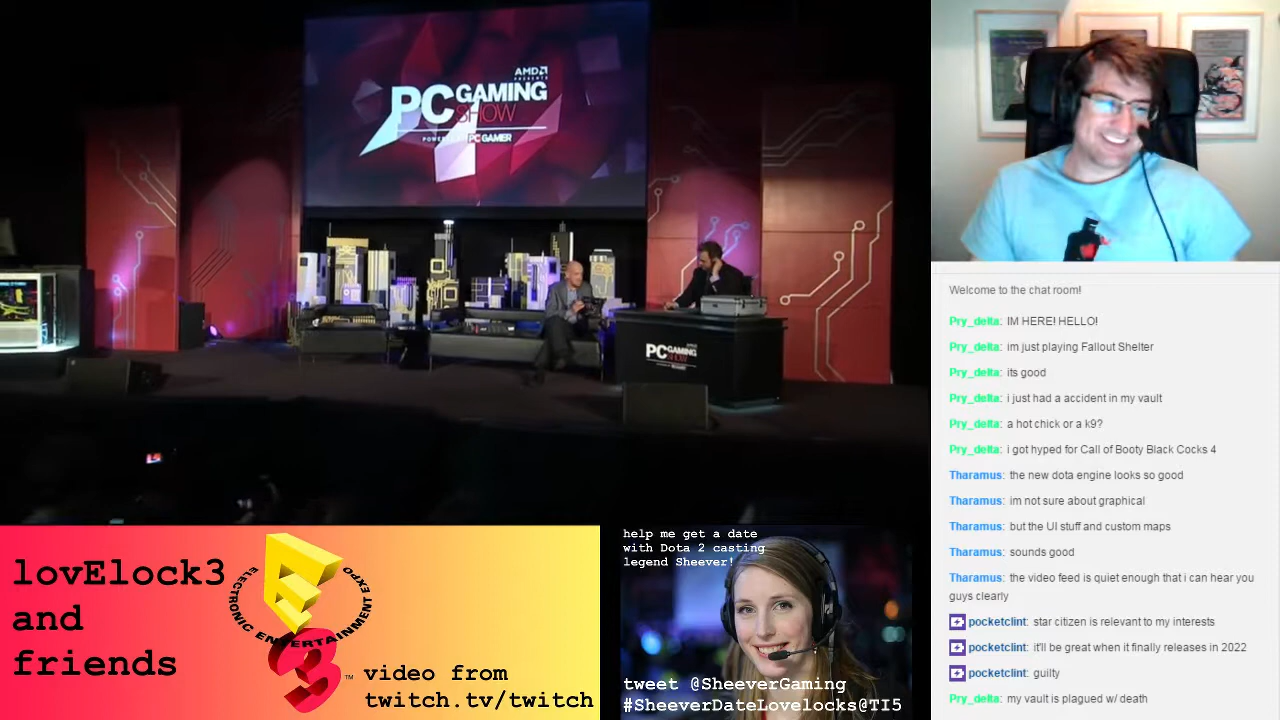 AMD
PRESENTS
PC GAMING
SHOW
POWERED BY PC GAMER
PC GAMING
SHOW
Welcome to the chat room!
Pry_delta: IM HERE! HELLO!
Pry_delta: im just playing Fallout Shelter
Pry_delta: its good
Pry_delta: i just had a accident in my vault
Pry_delta: a hot chick or a k9?
Pry_delta: i got hyped for Call of Booty Black Cocks 4
Tharamus: the new dota engine looks so good
Tharamus: im not sure about graphical
Tharamus: but the UI stuff and custom maps
Tharamus: sounds good
Tharamus: the video feed is quiet enough that i can hear you
guys clearly
pocketclint: star citizen is relevant to my interests
pocketclint: it'll be great when it finally releases in 2022
pocketclint: guilty
Pry_delta: my vault is plagued w/ death
lovElock3
and
friends
E3
ELECTRONIC ENTERTAINMENT EXPO
TM
video from
twitch.tv/twitch
help me get a date
with Dota 2 casting
legend Sheever!
tweet @SheeverGaming
#SheeverDateLovelocks@TI5